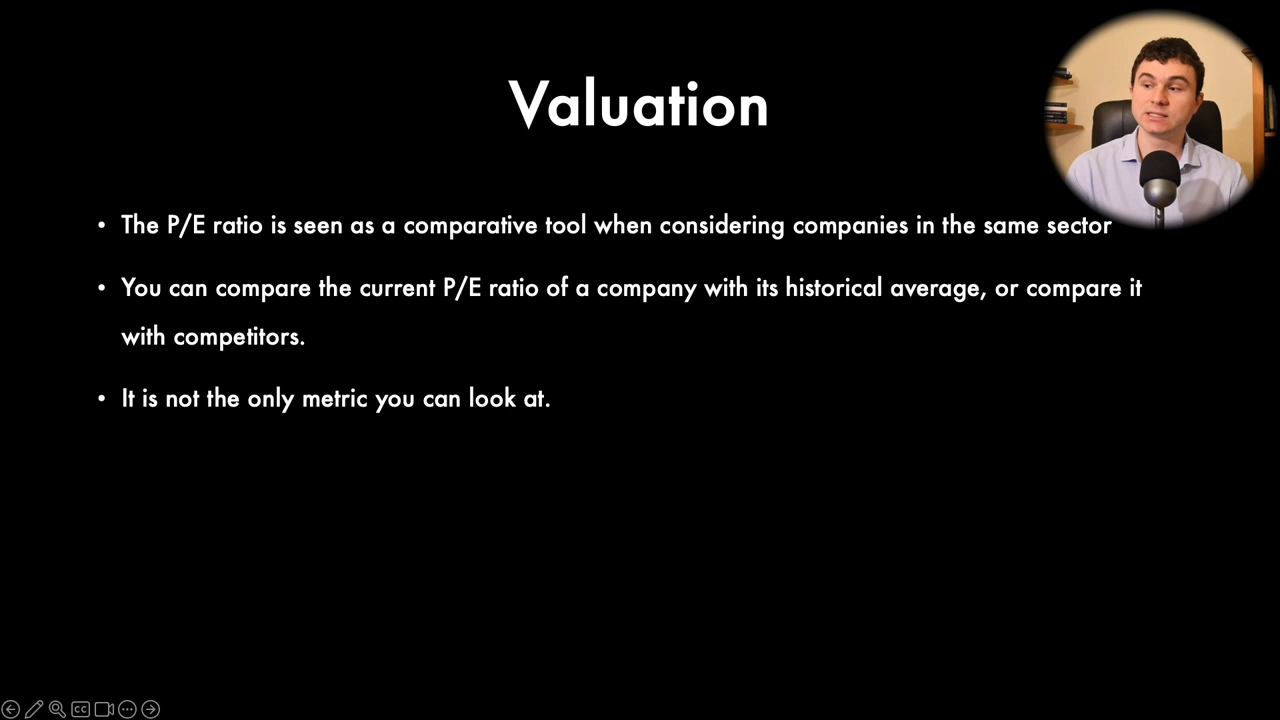 Valuation
• The P/E ratio is seen as a comparative tool when considering companies in the same sector
• You can compare the current P/E ratio of a company with its historical average, or compare it
with competitors.
• It is not the only metric you can look at.
CC